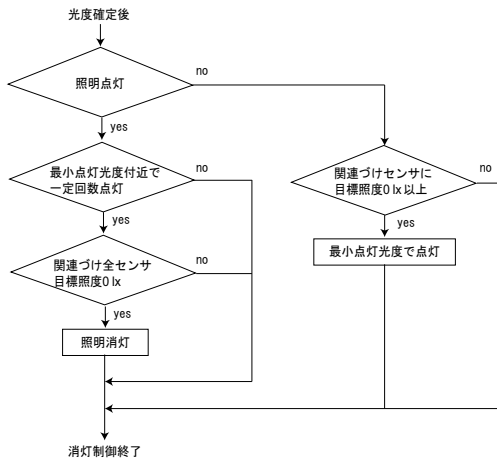 光度確定後
照明点灯
no
yes
最小点灯光度付近で
一定回数点灯
no
yes
関連づけセンサに
目標照度0 lx以上
no
yes
関連づけ全センサ
目標照度0 lx
no
yes
最小点灯光度で点灯
照明消灯
消灯制御終了